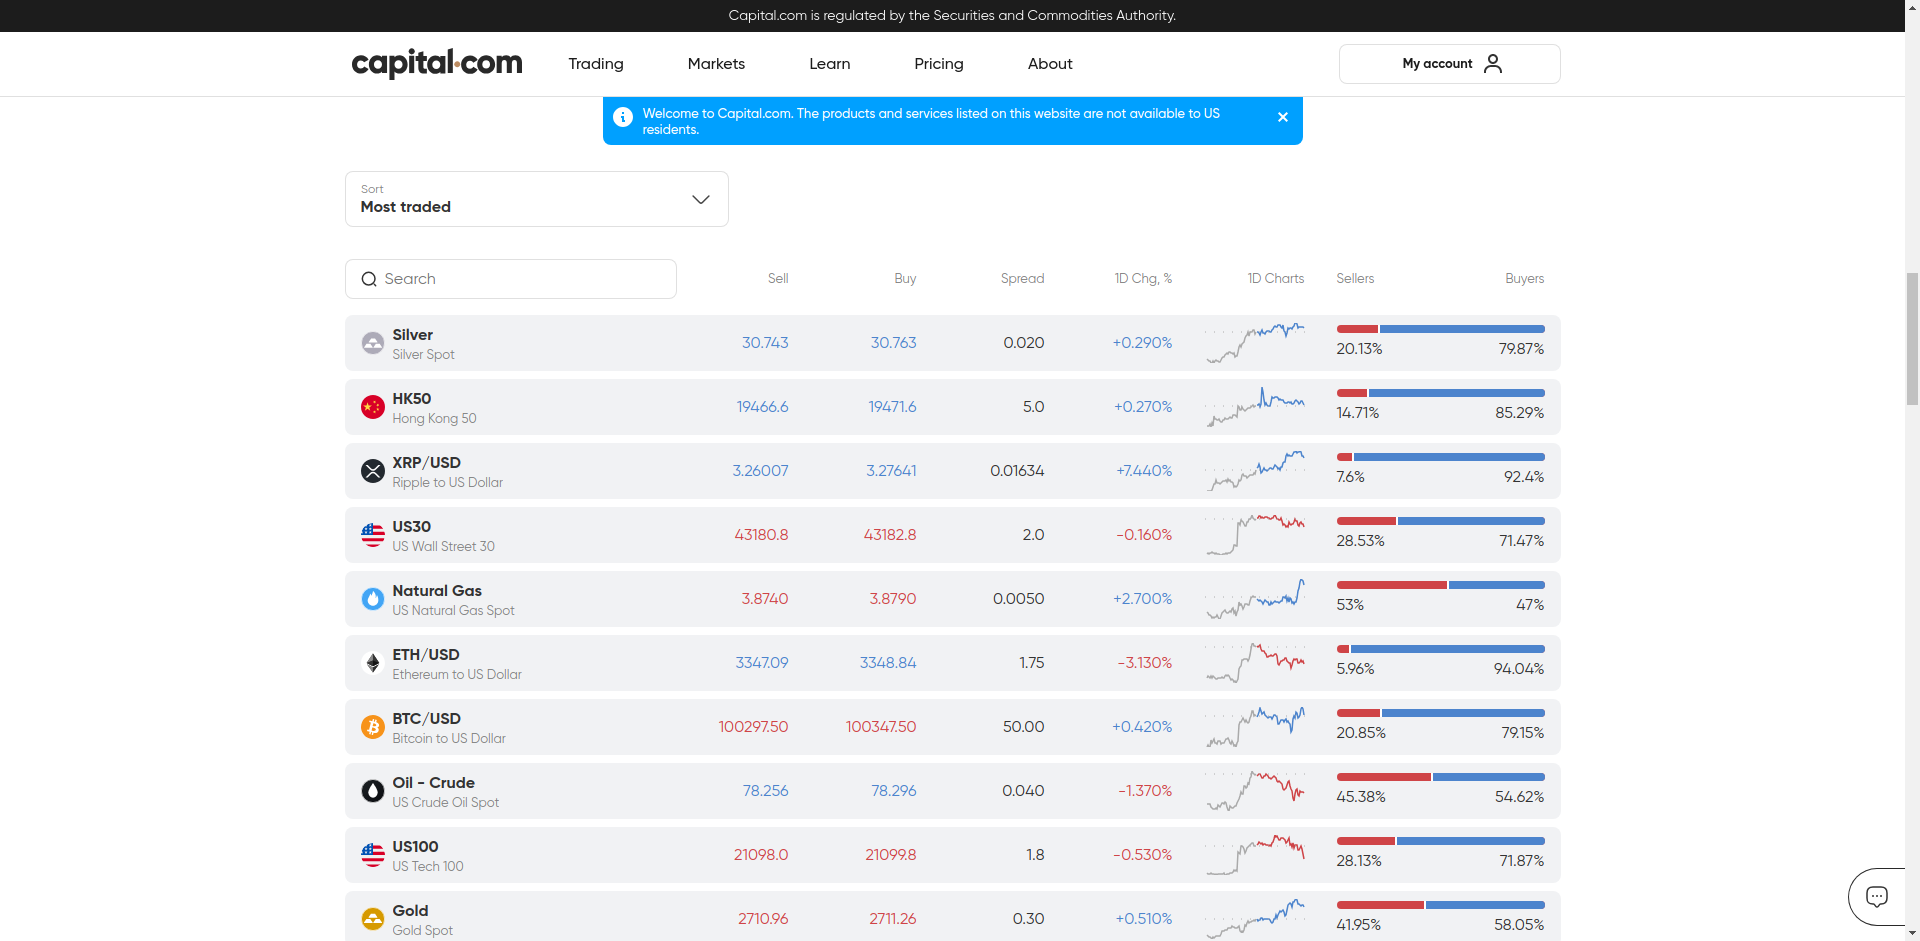 Capital.com is regulated by the Securities and Commodities Authority.
capital.com Trading Markets Learn Pricing About My account
Welcome to Capital.com. The products and services listed on this website are not available to US
residents.
Sort
Most traded
Search Sell Buy Spread 1D Chg, % 1D Charts Sellers Buyers
Silver
Silver Spot
30.743 30.763 0.020 +0.290% 20.13% 79.87%
HK50
Hong Kong 50
19466.6 19471.6 5.0 +0.270% 14.71% 85.29%
XRP/USD
Ripple to US Dollar
3.26007 3.27641 0.01634 +7.440% 7.6% 92.4%
US30
US Wall Street 30
43180.8 43182.8 2.0 -0.160% 28.53% 71.47%
Natural Gas
US Natural Gas Spot
3.8740 3.8790 0.0050 +2.700% 53% 47%
ETH/USD
Ethereum to US Dollar
3347.09 3348.84 1.75 -3.130% 5.96% 94.04%
BTC/USD
Bitcoin to US Dollar
100297.50 100347.50 50.00 +0.420% 20.85% 79.15%
Oil - Crude
US Crude Oil Spot
78.256 78.296 0.040 -1.370% 45.38% 54.62%
US100
US Tech 100
21098.0 21099.8 1.8 -0.530% 28.13% 71.87%
Gold
Gold Spot
2710.96 2711.26 0.30 +0.510% 41.95% 58.05%